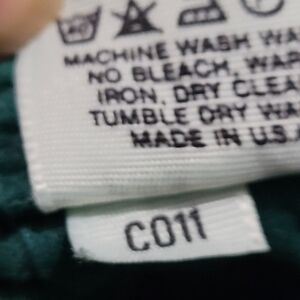 MACHINE WASH WA
NO BLEACH, WAR
IRON, DRY CLEA
TUMBLE DRY WA
MADE IN U.S.A
C011